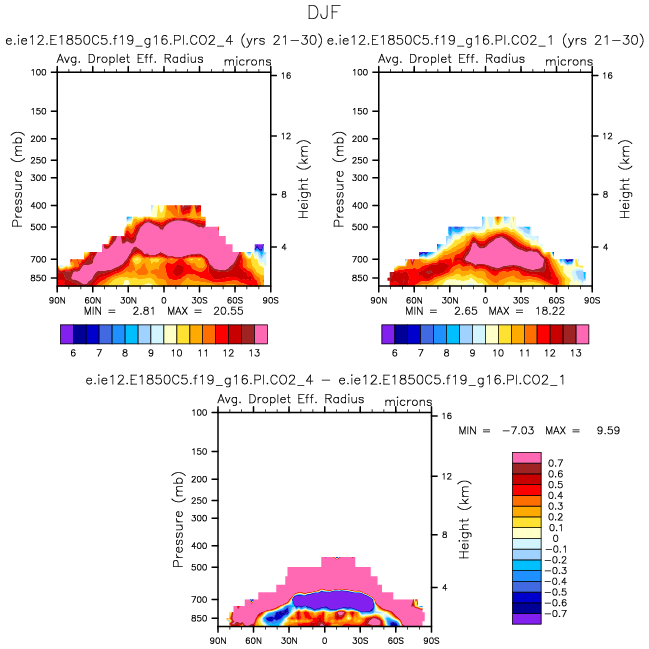 DJF
e.ie12.E1850C5.f19_g16.PI.CO2_4 (yrs 21-30) e.ie12.E1850C5.f19_g16.PI.CO2_1 (yrs 21-30)
Avg. Droplet Eff. Radius microns
Pressure (mb)
100
150
200
250
300
400
500
700
850
16
12
8
4
Height (km)
90N 60N 30N 0 30S 60S 90S
MIN = 2.81 MAX = 20.55
6 7 8 9 10 11 12 13
Avg. Droplet Eff. Radius microns
Pressure (mb)
100
150
200
250
300
400
500
700
850
16
12
8
4
Height (km)
90N 60N 30N 0 30S 60S 90S
MIN = 2.65 MAX = 18.22
6 7 8 9 10 11 12 13
e.ie12.E1850C5.f19_g16.PI.CO2_4 - e.ie12.E1850C5.f19_g16.PI.CO2_1
Avg. Droplet Eff. Radius microns
Pressure (mb)
100
150
200
250
300
400
500
700
850
16
12
8
4
Height (km)
90N 60N 30N 0 30S 60S 90S
MIN = -7.03 MAX = 9.59
0.7
0.6
0.5
0.4
0.3
0.2
0.1
0
-0.1
-0.2
-0.3
-0.4
-0.5
-0.6
-0.7